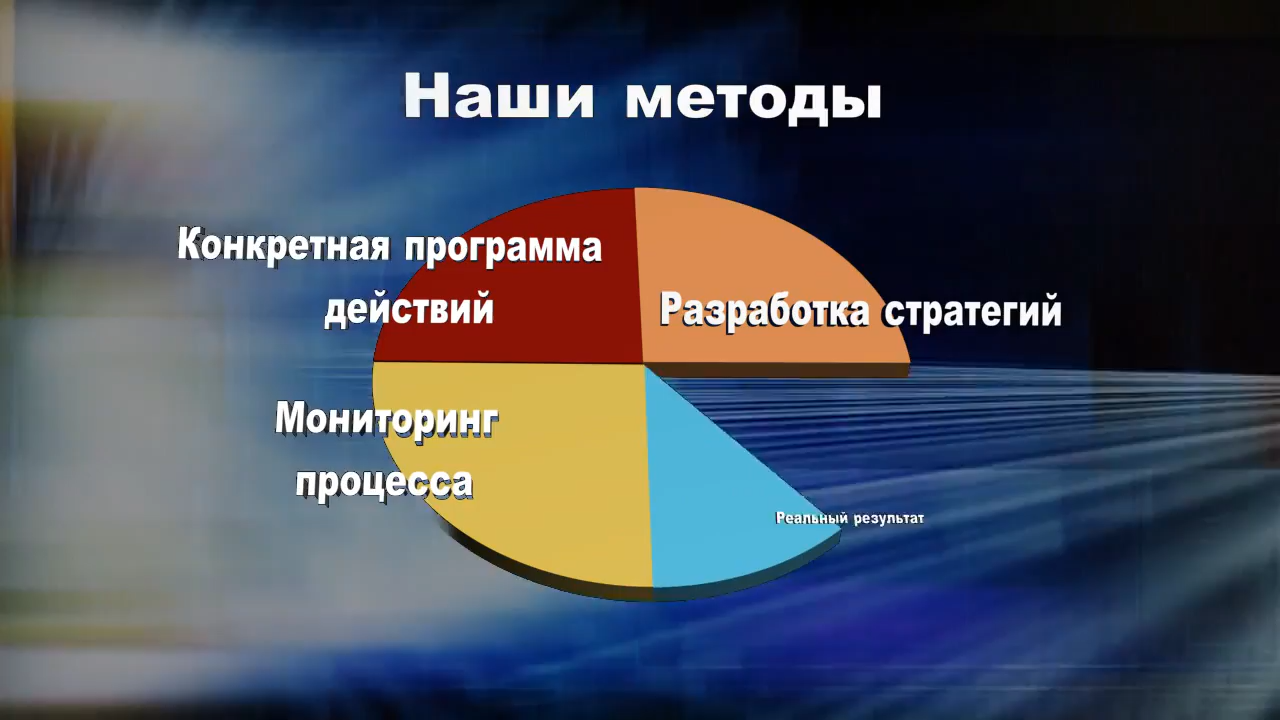 Наши методы
Конкретная программа
действий
Разработка стратегий
Мониторинг
процесса
Реальный результат